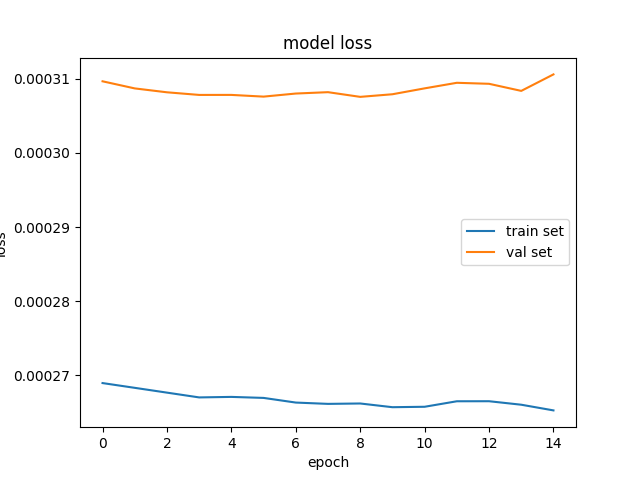 model loss
0.00031
0.00030
0.00029
0.00028
0.00027
loss
train set
val set
0 2 4 6 8 10 12 14
epoch